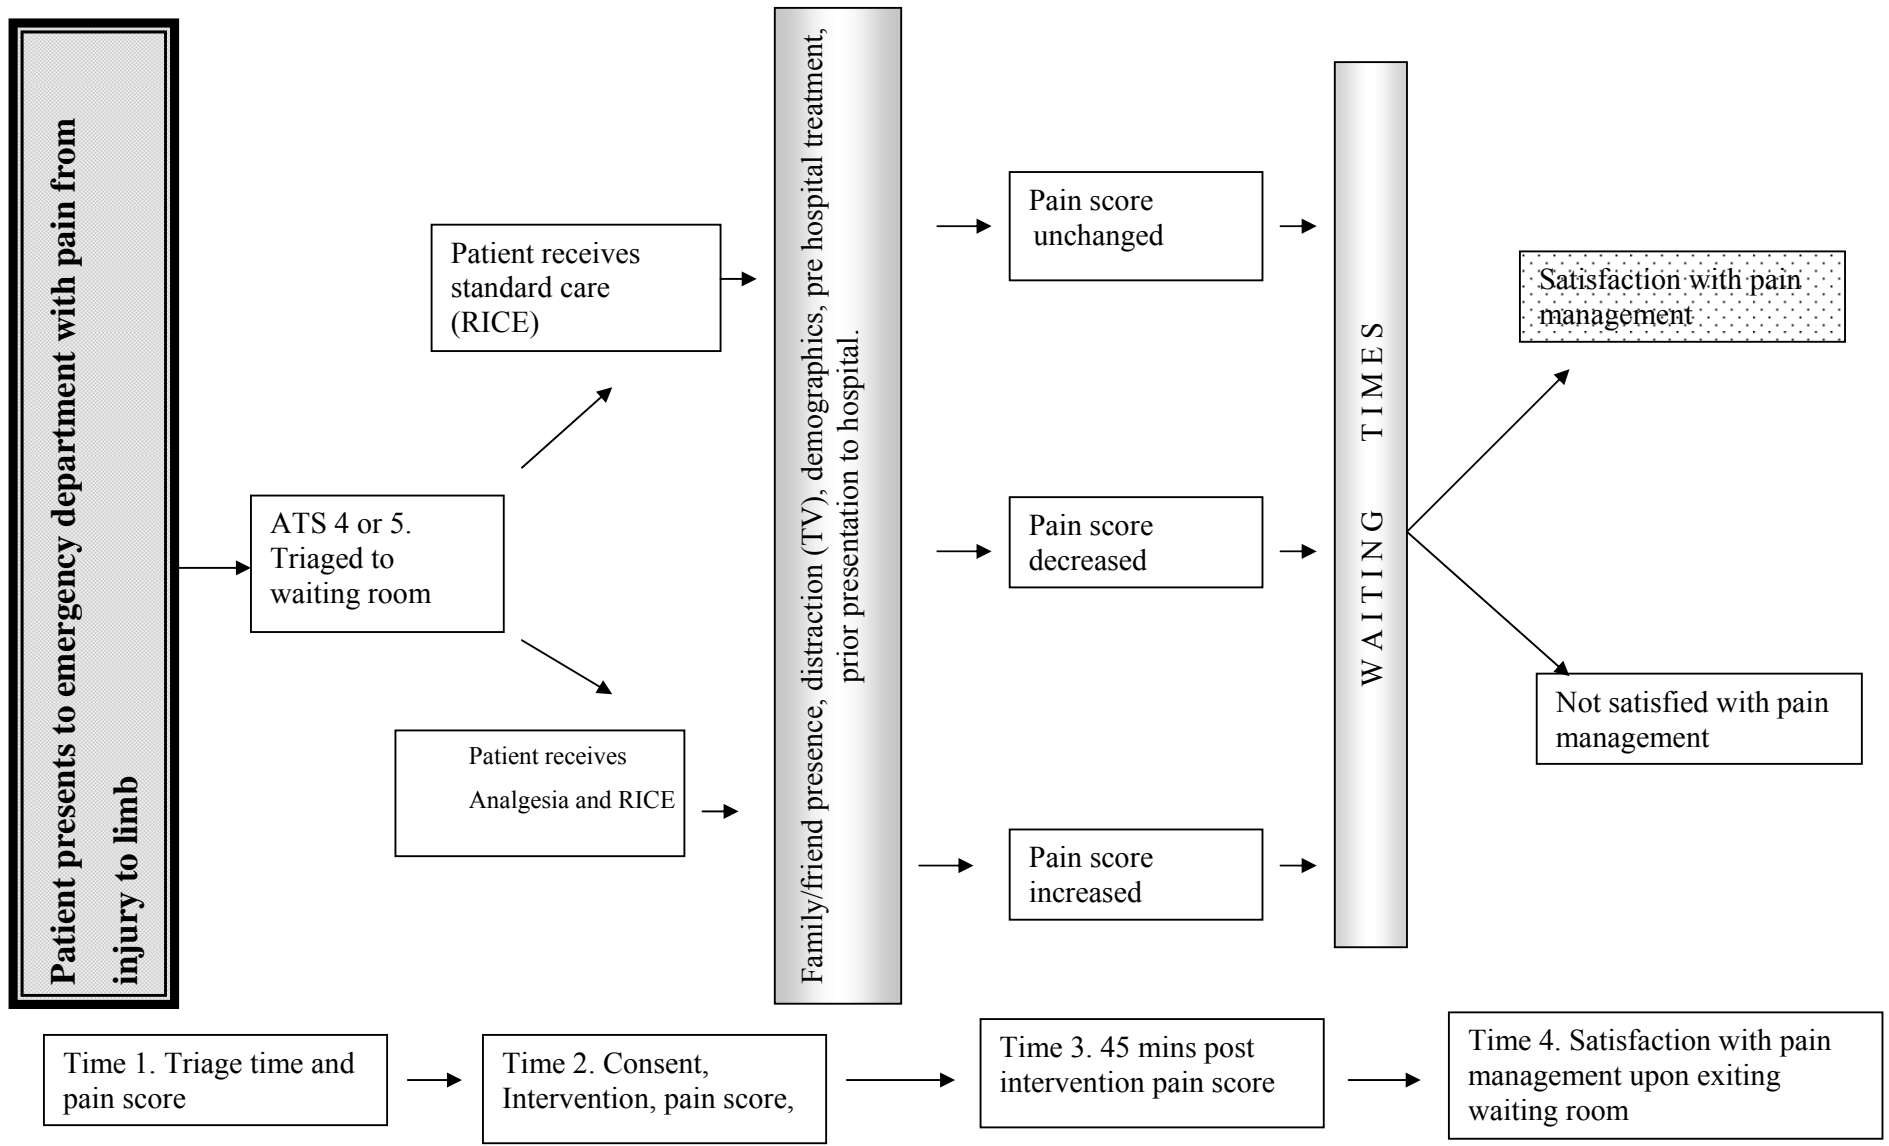 Patient presents to emergency department with pain from
injury to limb
ATS 4 or 5.
Triaged to
waiting room
Patient receives
standard care
(RICE)
Patient receives
Analgesia and RICE
Family/friend presence, distraction (TV), demographics, pre hospital treatment,
prior presentation to hospital.
Pain score
unchanged
Pain score
decreased
Pain score
increased
WAITING TIMES
Satisfaction with pain
management
Not satisfied with pain
management
Time 1. Triage time and
pain score
Time 2. Consent,
Intervention, pain score,
Time 3. 45 mins post
intervention pain score
Time 4. Satisfaction with pain
management upon exiting
waiting room